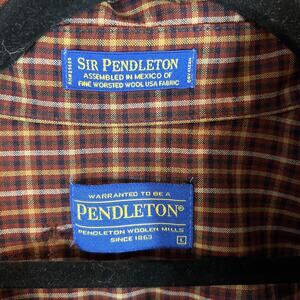 SIR PENDLETON
ASSEMBLED IN MEXICO OF
FINE WORSTED WOOL USA FABRIC
WARRANTED TO BE A
PENDLETON®
PENDLETON WOOLEN MILLS
SINCE 1863
L